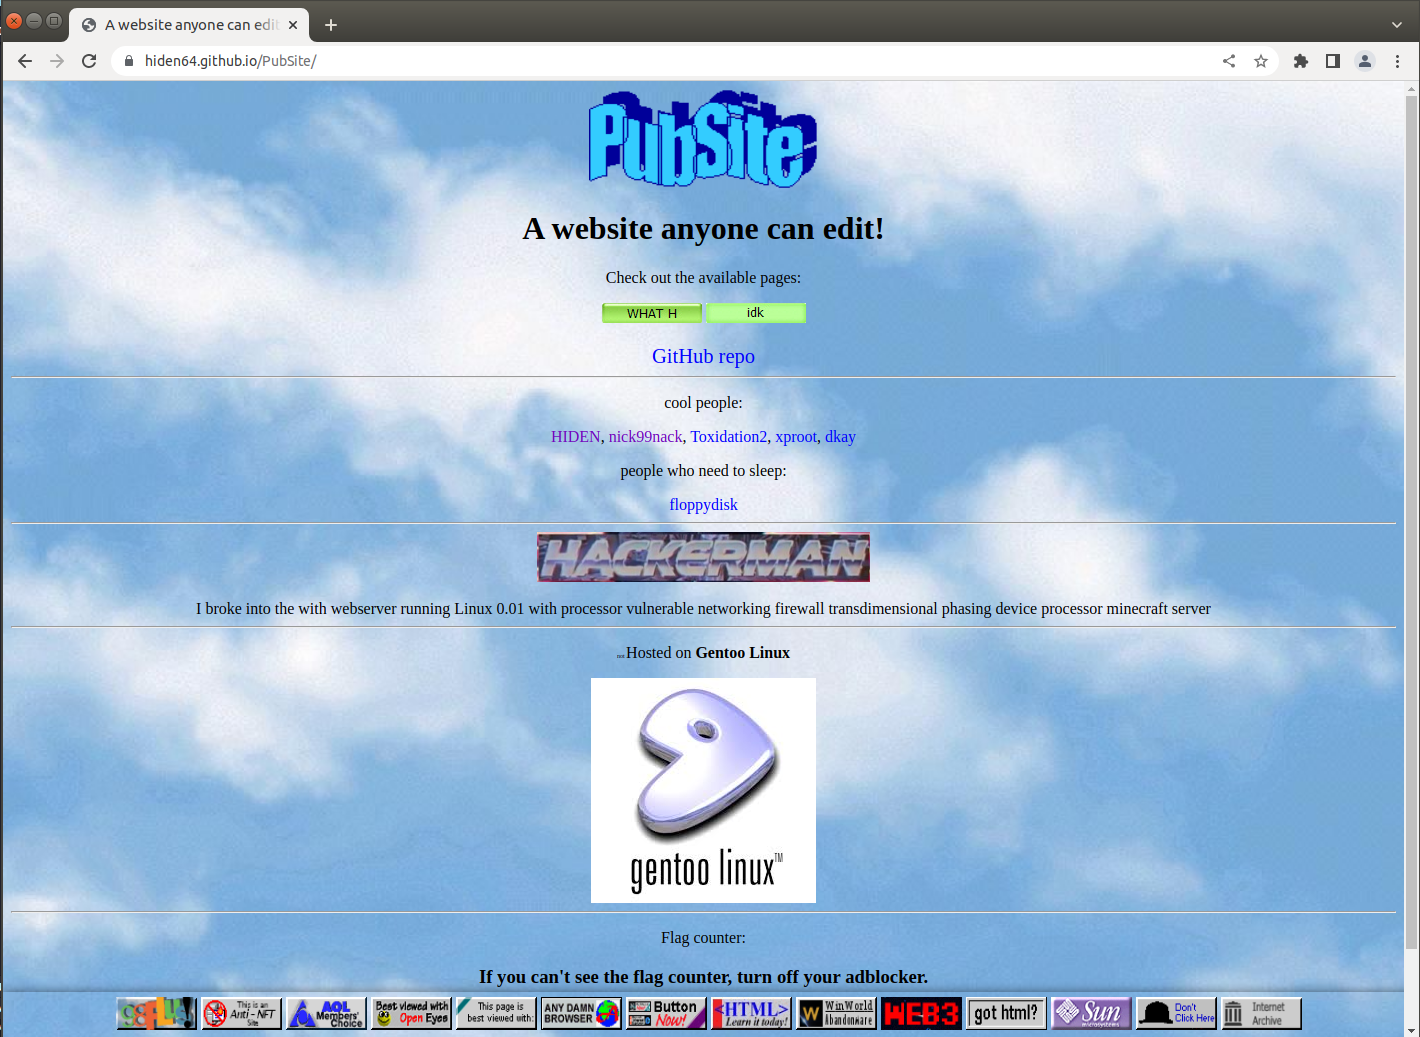 A website anyone can edit
hiden64.github.io/PubSite/
PubSite
A website anyone can edit!
Check out the available pages:
WHAT H idk
GitHub repo
cool people:
HIDEN, nick99nack, Toxidation2, xproot, dkay
people who need to sleep:
floppydisk
HACKERMAN
I broke into the with webserver running Linux 0.01 with processor vulnerable networking firewall transdimensional phasing device processor minecraft server
Hosted on Gentoo Linux
gentoo linux™
Flag counter:
If you can't see the flag counter, turn off your adblocker.
This is an
Anti - NFT
Site
AOL
Members'
Choice
Best viewed with
Open Eyes
This page is
best viewed with:
ANY DAMN
BROWSER
Button
Now!
<HTML>
Learn it today!
W WinWorld
Abandonware
WEB3
got html?
Sun
microsystems
Don't
Click Here
Internet
Archive